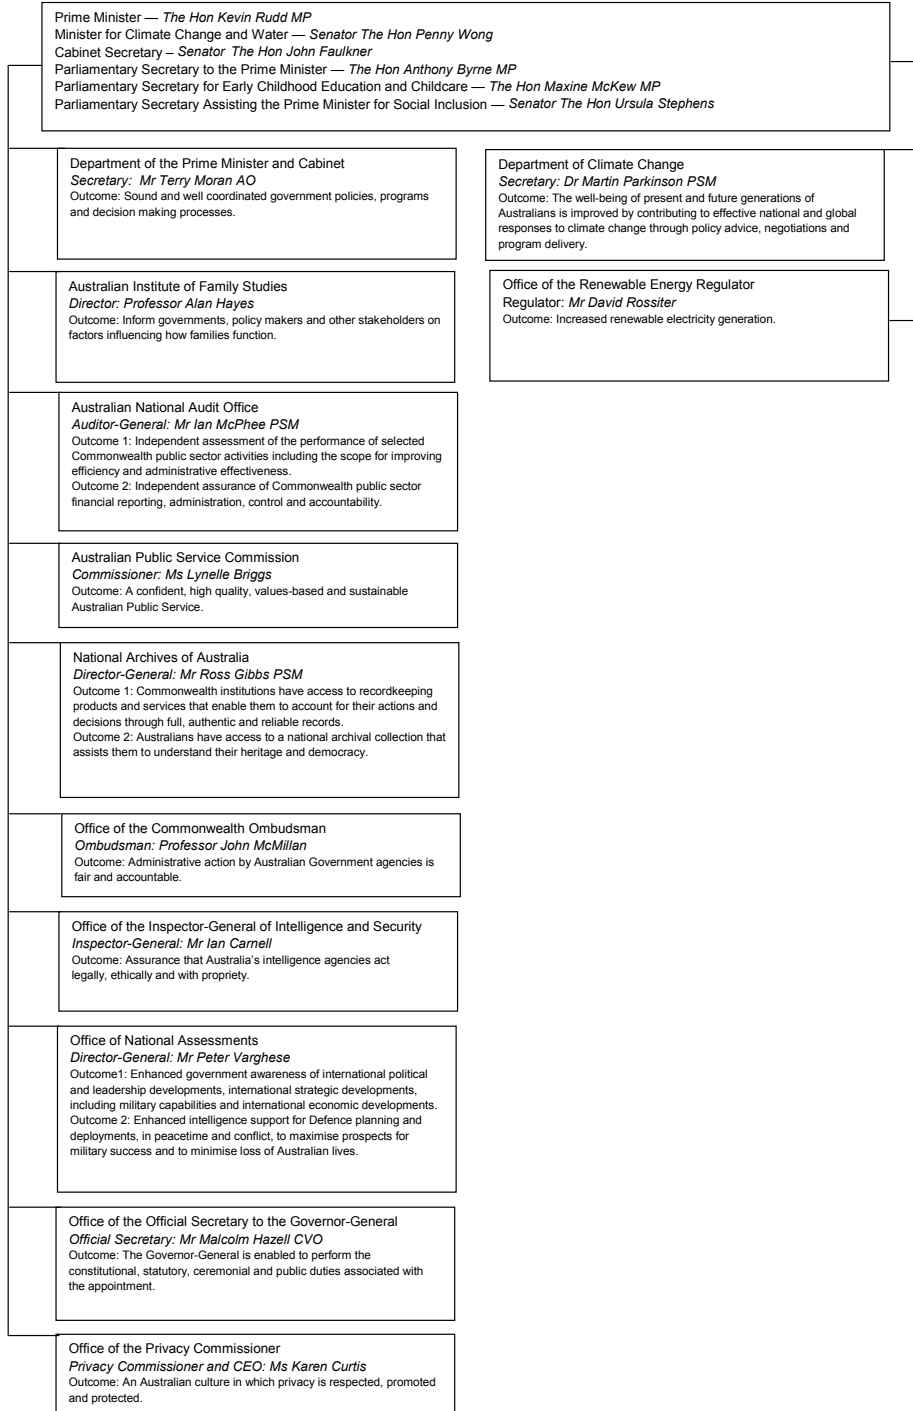 Prime Minister — The Hon Kevin Rudd MP
Minister for Climate Change and Water — Senator The Hon Penny Wong
Cabinet Secretary – Senator The Hon John Faulkner
Parliamentary Secretary to the Prime Minister — The Hon Anthony Byrne MP
Parliamentary Secretary for Early Childhood Education and Childcare — The Hon Maxine McKew MP
Parliamentary Secretary Assisting the Prime Minister for Social Inclusion — Senator The Hon Ursula Stephens
Department of the Prime Minister and Cabinet
Secretary: Mr Terry Moran AO
Outcome: Sound and well coordinated government policies, programs
and decision making processes.
Department of Climate Change
Secretary: Dr Martin Parkinson PSM
Outcome: The well-being of present and future generations of
Australians is improved by contributing to effective national and global
responses to climate change through policy advice, negotiations and
program delivery.
Australian Institute of Family Studies
Director: Professor Alan Hayes
Outcome: Inform governments, policy makers and other stakeholders on
factors influencing how families function.
Office of the Renewable Energy Regulator
Regulator: Mr David Rossiter
Outcome: Increased renewable electricity generation.
Australian National Audit Office
Auditor-General: Mr Ian McPhee PSM
Outcome 1: Independent assessment of the performance of selected
Commonwealth public sector activities including the scope for improving
efficiency and administrative effectiveness.
Outcome 2: Independent assurance of Commonwealth public sector
financial reporting, administration, control and accountability.
Australian Public Service Commission
Commissioner: Ms Lynelle Briggs
Outcome: A confident, high quality, values-based and sustainable
Australian Public Service.
National Archives of Australia
Director-General: Mr Ross Gibbs PSM
Outcome 1: Commonwealth institutions have access to recordkeeping
products and services that enable them to account for their actions and
decisions through full, authentic and reliable records.
Outcome 2: Australians have access to a national archival collection that
assists them to understand their heritage and democracy.
Office of the Commonwealth Ombudsman
Ombudsman: Professor John McMillan
Outcome: Administrative action by Australian Government agencies is
fair and accountable.
Office of the Inspector-General of Intelligence and Security
Inspector-General: Mr Ian Carnell
Outcome: Assurance that Australia's intelligence agencies act
legally, ethically and with propriety.
Office of National Assessments
Director-General: Mr Peter Varghese
Outcome1: Enhanced government awareness of international political
and leadership developments, international strategic developments,
including military capabilities and international economic developments.
Outcome 2: Enhanced intelligence support for Defence planning and
deployments, in peacetime and conflict, to maximise prospects for
military success and to minimise loss of Australian lives.
Office of the Official Secretary to the Governor-General
Official Secretary: Mr Malcolm Hazell CVO
Outcome: The Governor-General is enabled to perform the
constitutional, statutory, ceremonial and public duties associated with
the appointment.
Office of the Privacy Commissioner
Privacy Commissioner and CEO: Ms Karen Curtis
Outcome: An Australian culture in which privacy is respected, promoted
and protected.